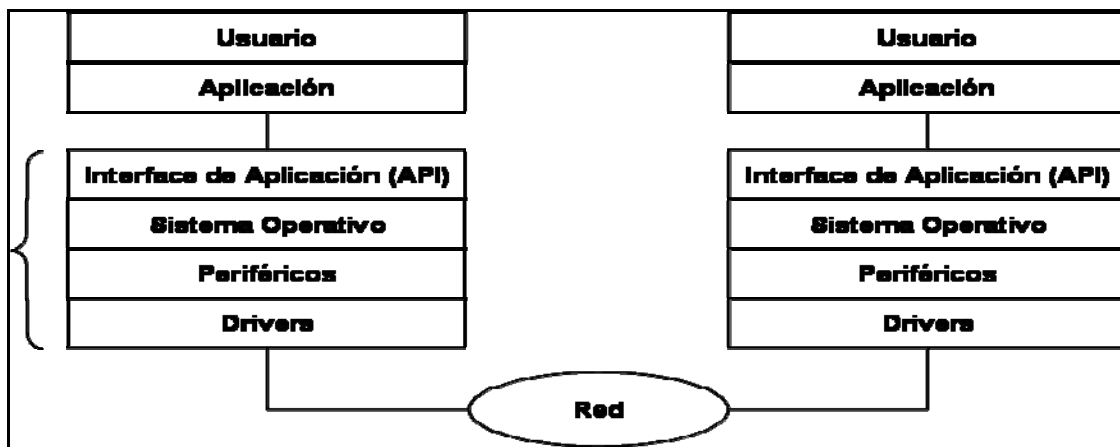 Usuario
Aplicación
Interface de Aplicación (API)
Sistema Operativo
Periféricos
Drivers
Usuario
Aplicación
Interface de Aplicación (API)
Sistema Operativo
Periféricos
Drivers
Red